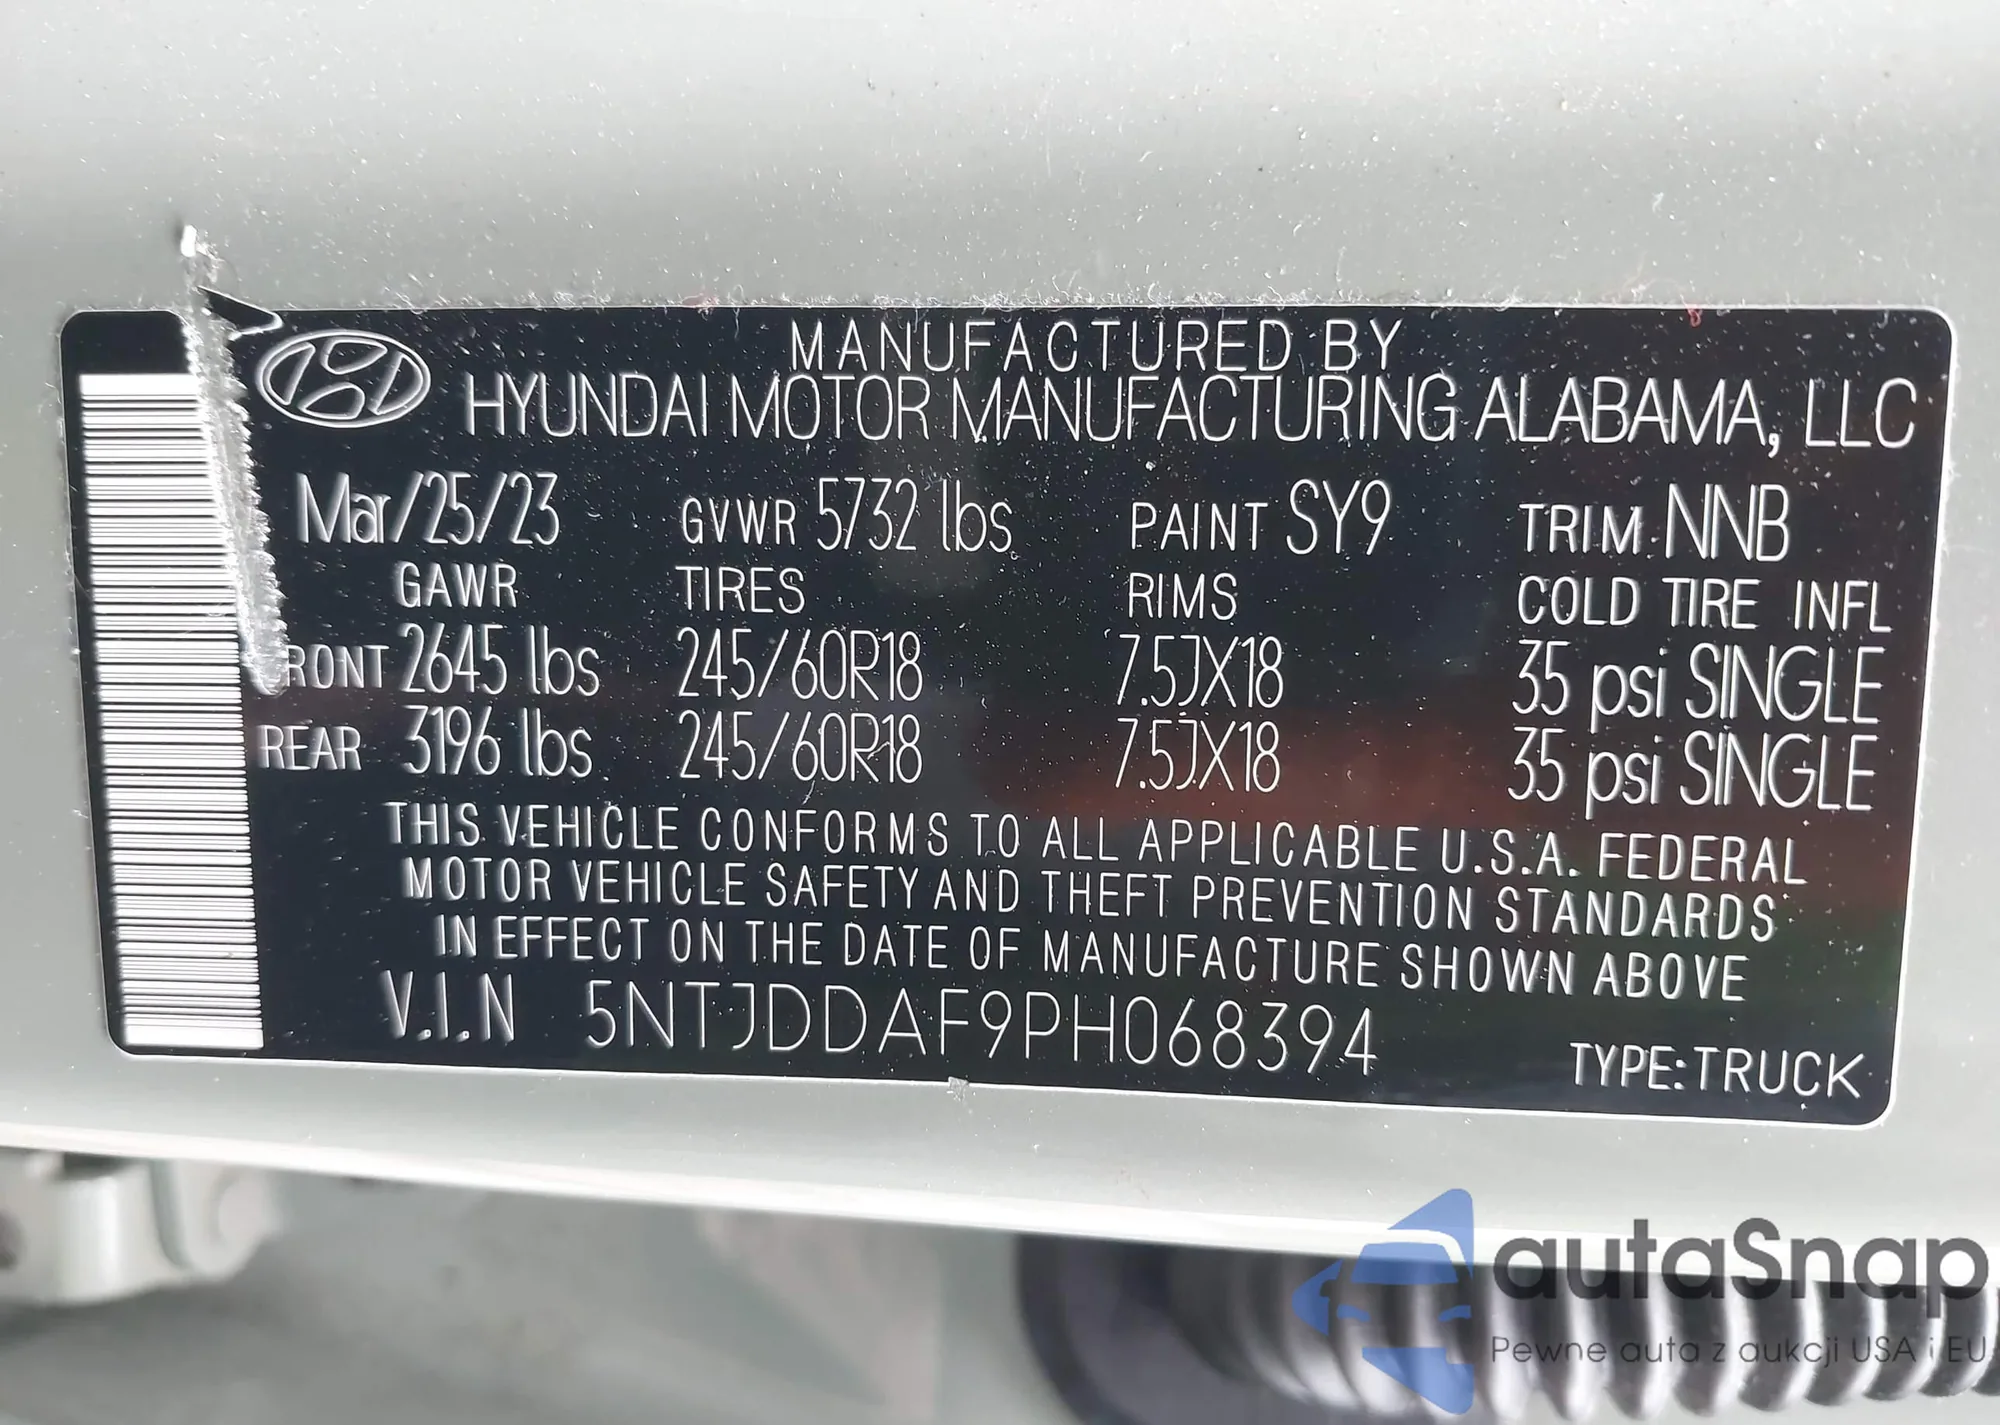 MANUFACTURED BY
HYUNDAI MOTOR MANUFACTURING ALABAMA, LLC
Mar/25/23 GVWR 5732 lbs PAINT SY9 TRIM NNB
GAWR TIRES RIMS COLD TIRE INFL
RONT 2645 lbs 245/60R18 7.5JX18 35 psi SINGLE
REAR 3196 lbs 245/60R18 7.5JX18 35 psi SINGLE
THIS VEHICLE CONFORMS TO ALL APPLICABLE U.S.A. FEDERAL
MOTOR VEHICLE SAFETY AND THEFT PREVENTION STANDARDS
IN EFFECT ON THE DATE OF MANUFACTURE SHOWN ABOVE
V.I.N 5NTJDDAF9PH068394
TYPE:TRUCK
autaSnap
Pewne auta z aukcji USA i EU